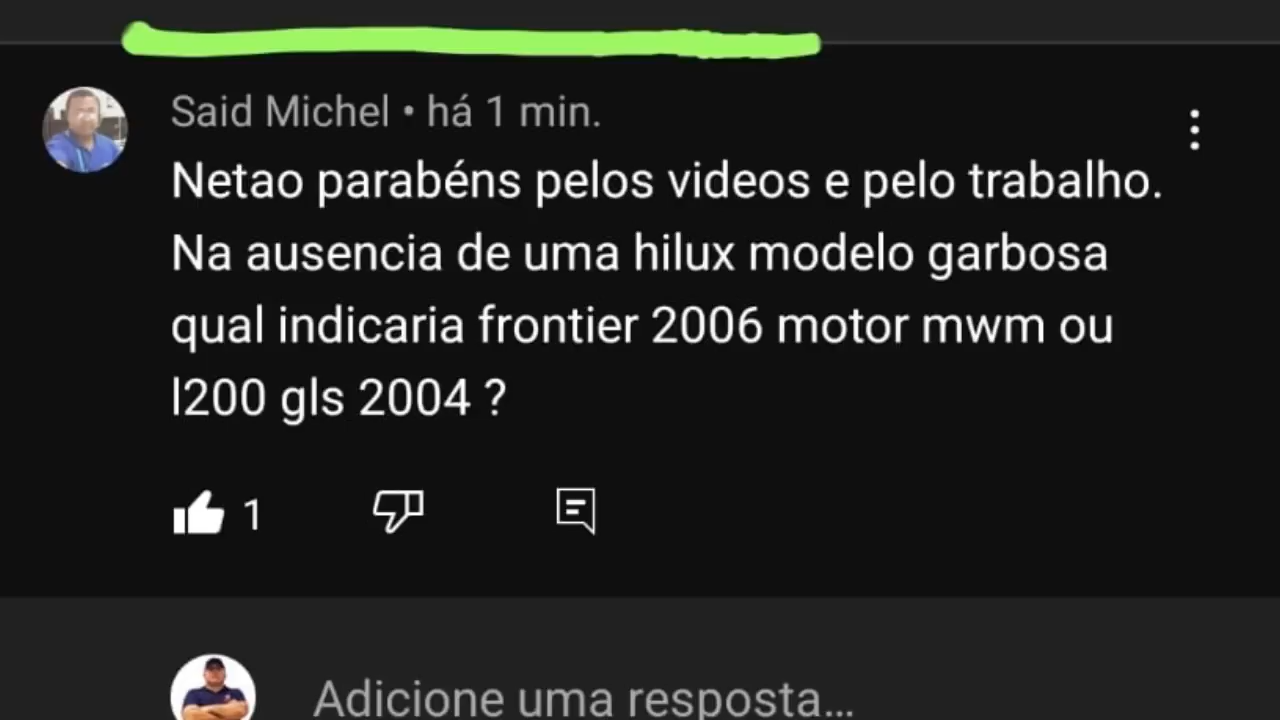 Said Michel • há 1 min.
Netao parabéns pelos videos e pelo trabalho.
Na ausencia de uma hilux modelo garbosa
qual indicaria frontier 2006 motor mwm ou
l200 gls 2004 ?
1
Adicione uma resposta...